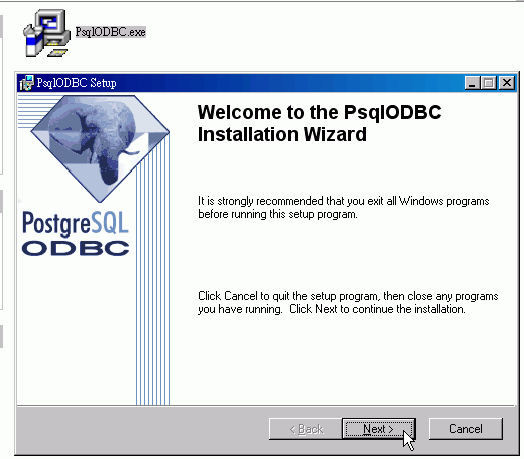 PsqlODBC.exe
PsqlODBC Setup
Welcome to the PsqlODBC
Installation Wizard
It is strongly recommended that you exit all Windows programs
before running this setup program.
PostgreSQL
ODBC
Click Cancel to quit the setup program, then close any programs
you have running. Click Next to continue the installation.
< Back
Next >
Cancel